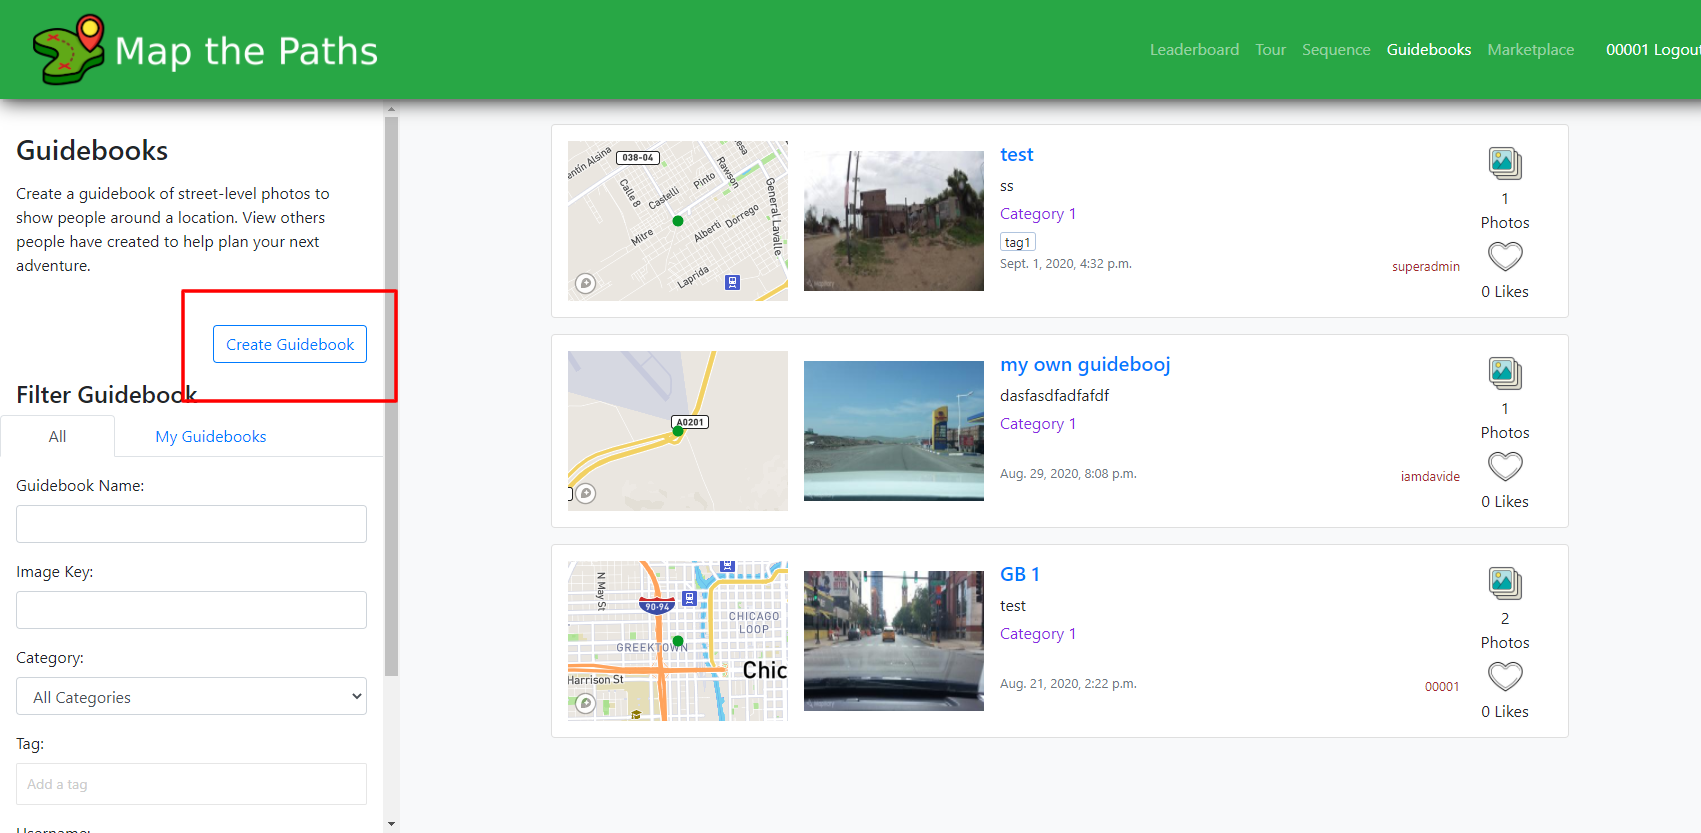 Map the Paths
Leaderboard Tour Sequence Guidebooks Marketplace 00001 Logout
Guidebooks
Create a guidebook of street-level photos to
show people around a location. View others
people have created to help plan your next
adventure.
Create Guidebook
Filter Guidebook
All My Guidebooks
Guidebook Name:
Image Key:
Category:
All Categories
Tag:
Add a tag
Username:
038-04
Alsina
Calle 8
Castelli
Pinto
Rawson
General Lavalle
Mitre
Alberti
Dorrego
Laprida
test
ss
Category 1
tag1
Sept. 1, 2020, 4:32 p.m.
superadmin
1
Photos
0 Likes
A0201
my own guidebooj
dasfasdfadfafdf
Category 1
Aug. 29, 2020, 8:08 p.m.
iamdavide
1
Photos
0 Likes
N May St
90-94
CHICAGO
LOOP
GREEKTOWN
Chic
Harrison St
GB 1
test
Category 1
Aug. 21, 2020, 2:22 p.m.
00001
2
Photos
0 Likes